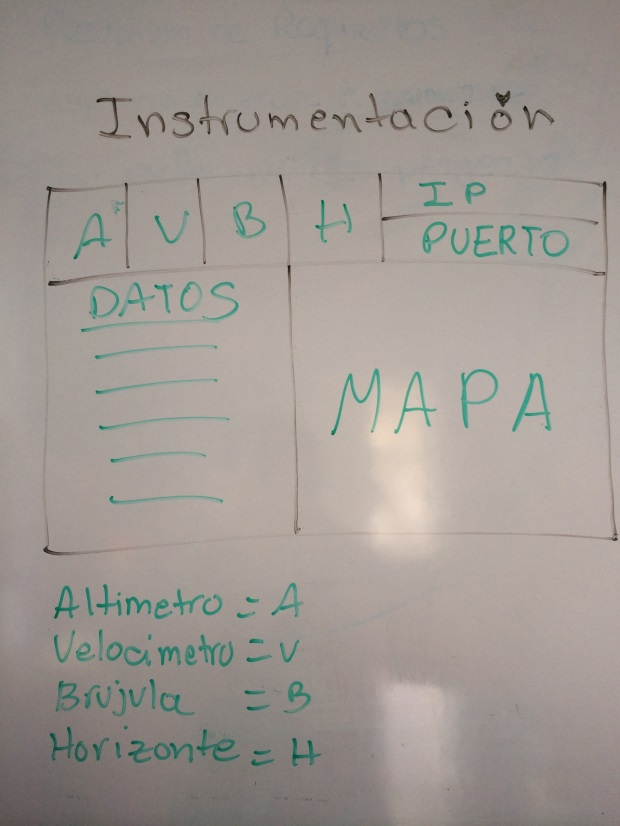 Instrumentación
A V B H IP
PUERTO
DATOS
MAPA
Altimetro = A
Velocimetro = V
Brujula = B
Horizonte = H